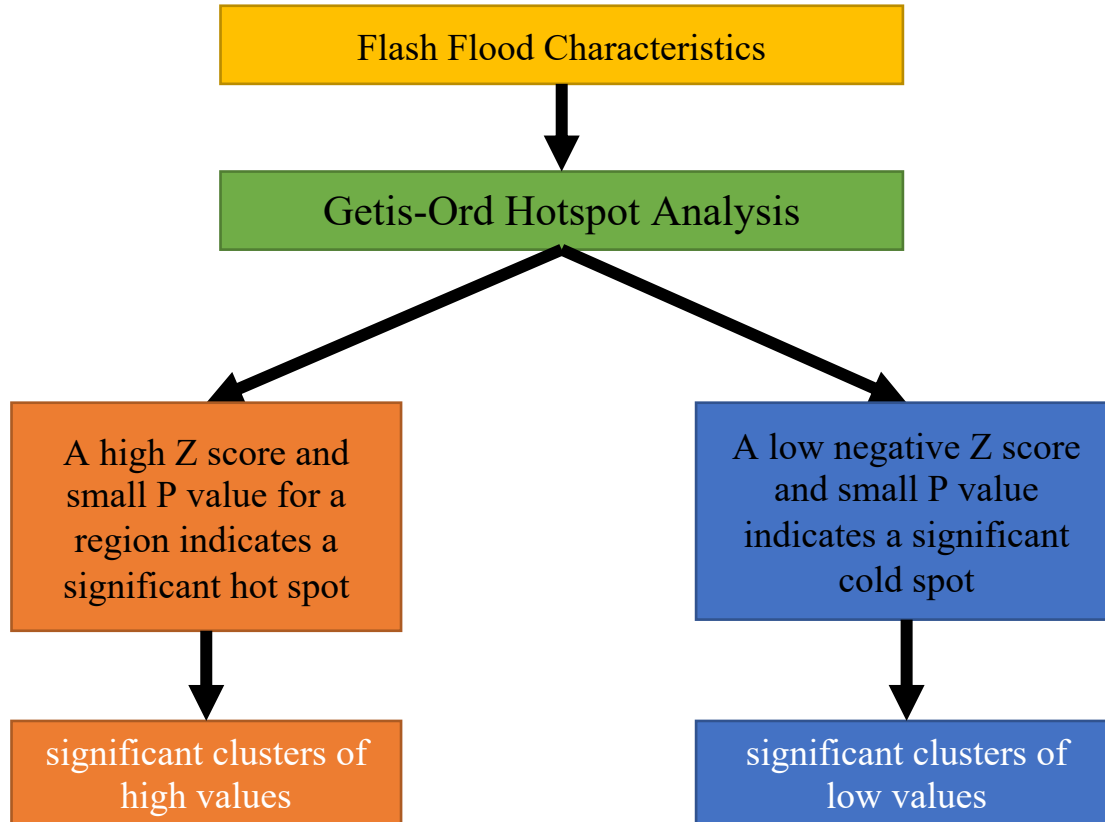 Flash Flood Characteristics
Getis-Ord Hotspot Analysis
A high Z score and
small P value for a
region indicates a
significant hot spot
A low negative Z score
and small P value
indicates a significant
cold spot
significant clusters of
high values
significant clusters of
low values